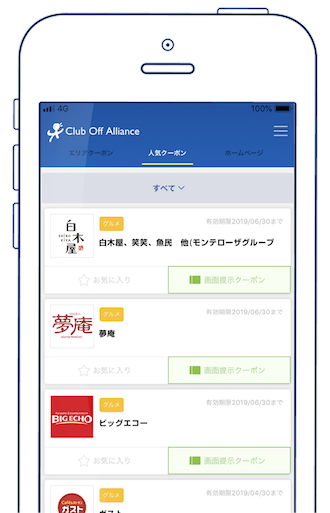 4G 100%
Club Off Alliance
エリアクーポン 人気クーポン ホームページ
すべて
グルメ 有効期限2019/06/30まで
白木屋
白木屋、笑笑、魚民 他(モンテローザグループ
お気に入り 画面提示クーポン
グルメ 有効期限2019/06/30まで
夢庵
夢庵
お気に入り 画面提示クーポン
グルメ 有効期限2019/06/30まで
BIG ECHO
ビッグエコー
お気に入り 画面提示クーポン
グルメ 有効期限2019/04/30まで
ガスト
ガスト